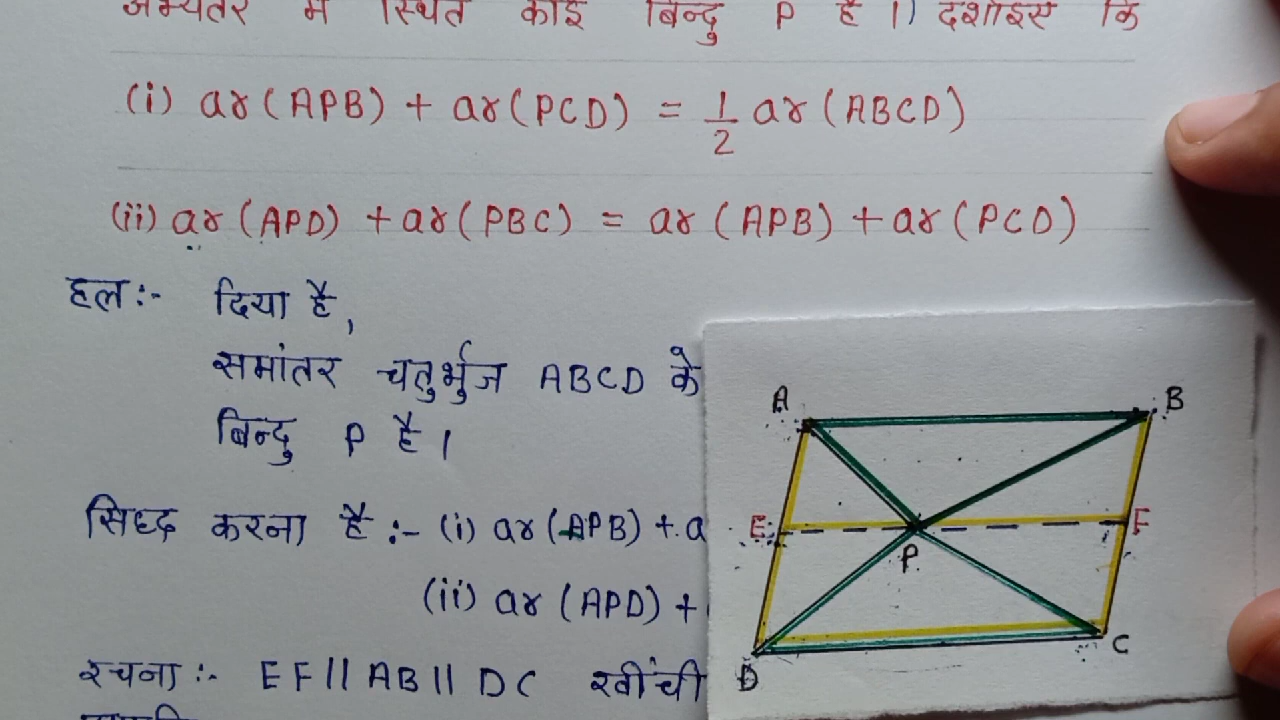 अभ्यंतर में स्थित कोई बिन्दु P है।) दर्शाइए कि
(i) ar(APB) + ar(PCD) = 1/2 ar(ABCD)
(ii) ar(APD) + ar(PBC) = ar(APB) + ar(PCD)
हल:- दिया है,
समांतर चतुर्भुज ABCD के
बिन्दु P है।
सिध्द करना है:- (i) ar(APB) + a
(ii) ar(APD) +
रचना:- EF||AB||DC खींची
A B
E F
P
D C